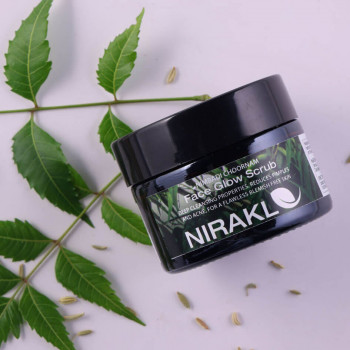 Face Glow Scrub
DEEP CLEANSING PROPERTIES, REDUCES PIMPLES
AND ACNE, FOR A FLAWLESS BLEMISH FREE SKIN
NIRAKL